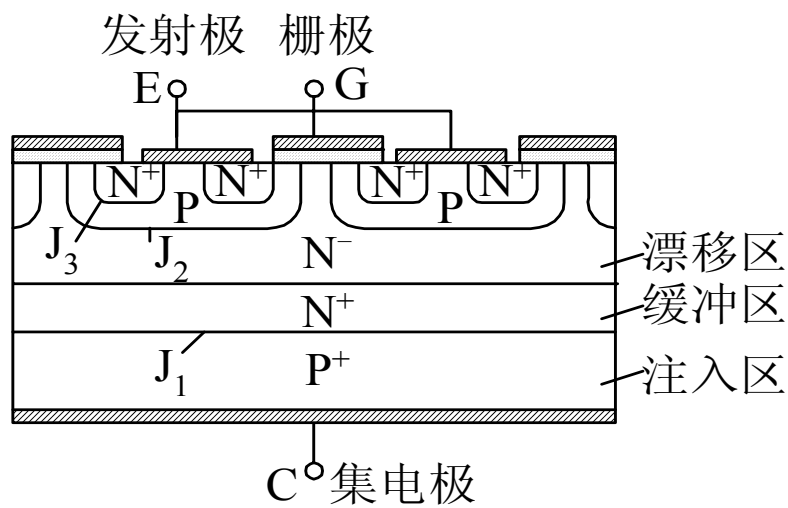 发射极 栅极
E G
N⁺ N⁺ N⁺ N⁺
P P
J₃ J₂ N⁻ 漂移区
N⁺ 缓冲区
J₁ P⁺ 注入区
C 集电极